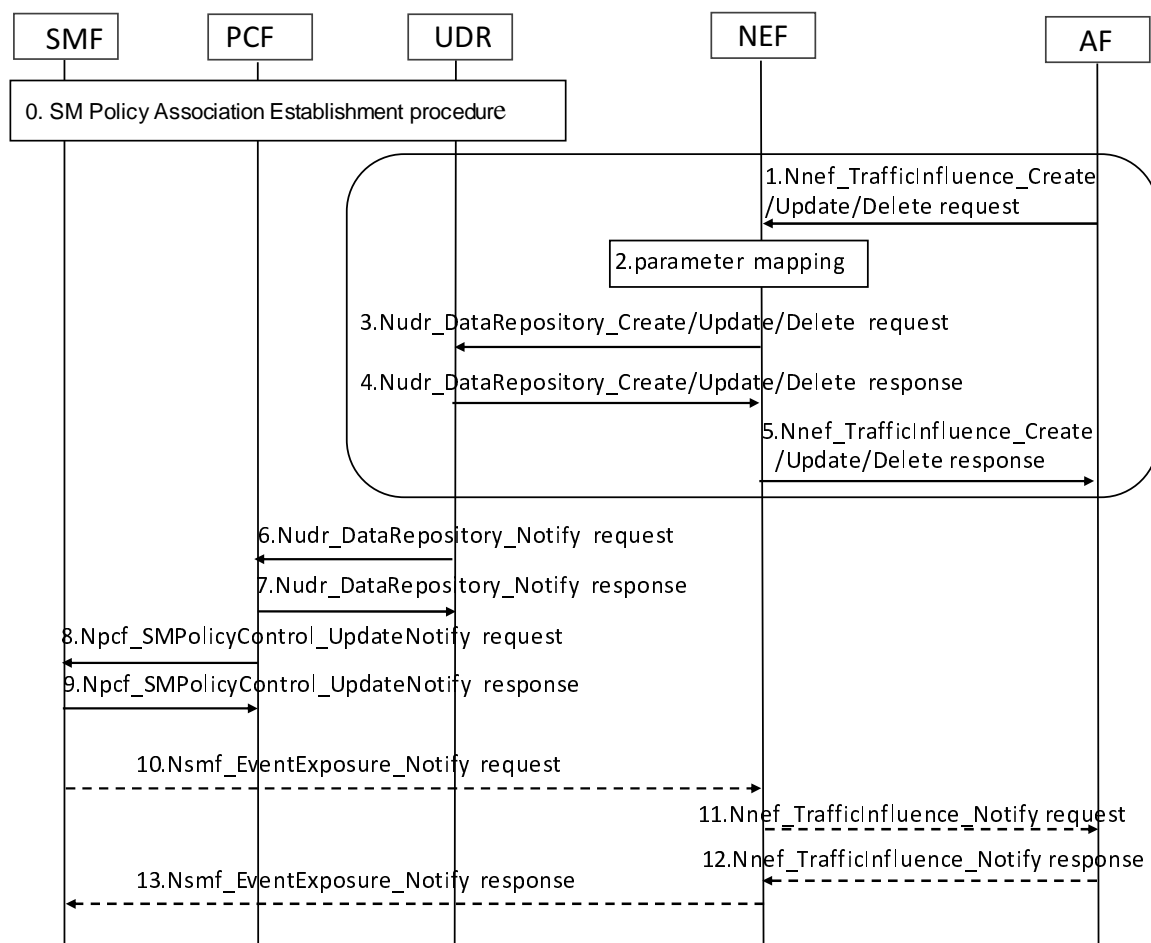 SMF PCF UDR NEF AF
0. SM Policy Association Establishment procedure
1.Nnef_TrafficInfluence_Create
/Update/Delete request
2.parameter mapping
3.Nudr_DataRepository_Create/Update/Delete request
4.Nudr_DataRepository_Create/Update/Delete response
5.Nnef_TrafficInfluence_Create
/Update/Delete response
6.Nudr_DataRepository_Notify request
7.Nudr_DataRepository_Notify response
8.Npcf_SMPolicyControl_UpdateNotify request
9.Npcf_SMPolicyControl_UpdateNotify response
10.Nsmf_EventExposure_Notify request
11.Nnef_TrafficInfluence_Notify request
12.Nnef_TrafficInfluence_Notify response
13.Nsmf_EventExposure_Notify response